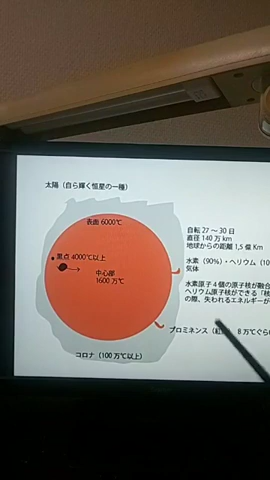 太陽(自ら輝く恒星の一種)
表面 6000℃
黒点 4000℃以上
中心部
1600 万℃
コロナ(100 万℃以上)
自転 27 ~ 30 日
直径 140 万 km
地球からの距離 1,5 億 Km
水素(90%)・ヘリウム(10
気体
水素原子 4 個の原子核が融合
ヘリウム原子核ができる「核
の際、失われるエネルギーが
プロミネンス(紅 8 万℃ぐら